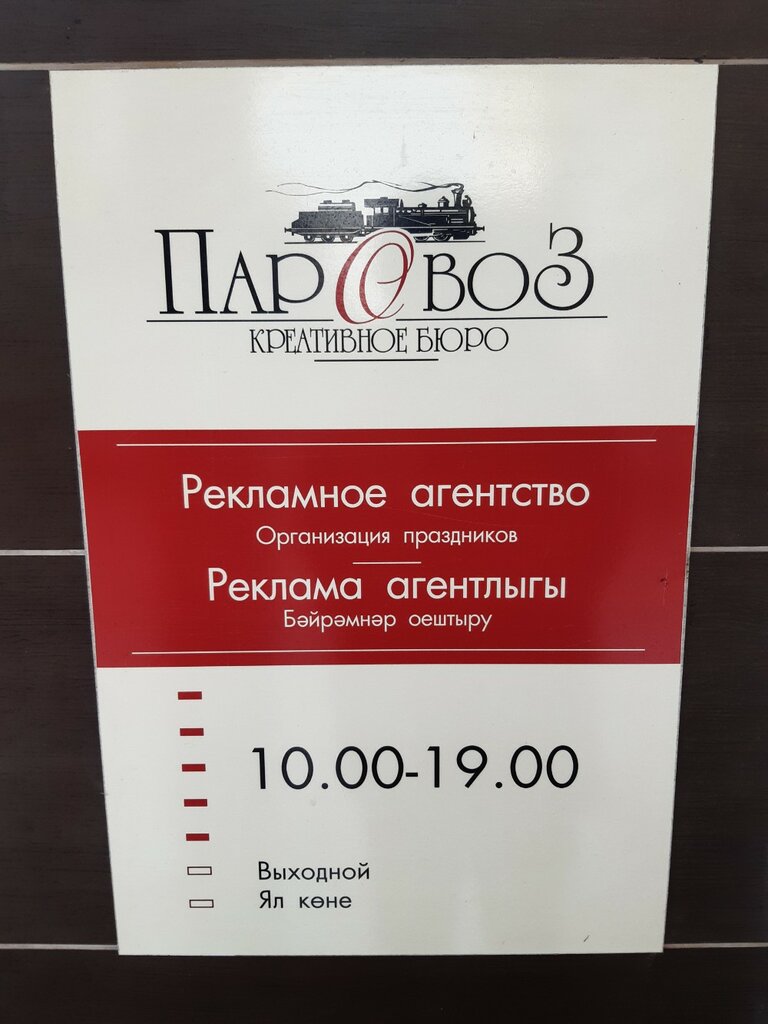 ПАРОВОЗ
КРЕАТИВНОЕ БЮРО
Рекламное агентство
Организация праздников
Реклама агентлыгы
Бәйрәмнәр оештыру
10.00-19.00
Выходной
Ял көне